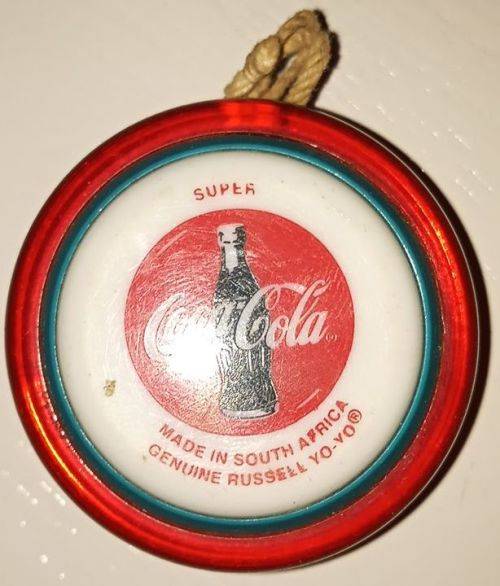 SUPER
Coca-Cola
MADE IN SOUTH AFRICA
GENUINE RUSSELL YO-YO®